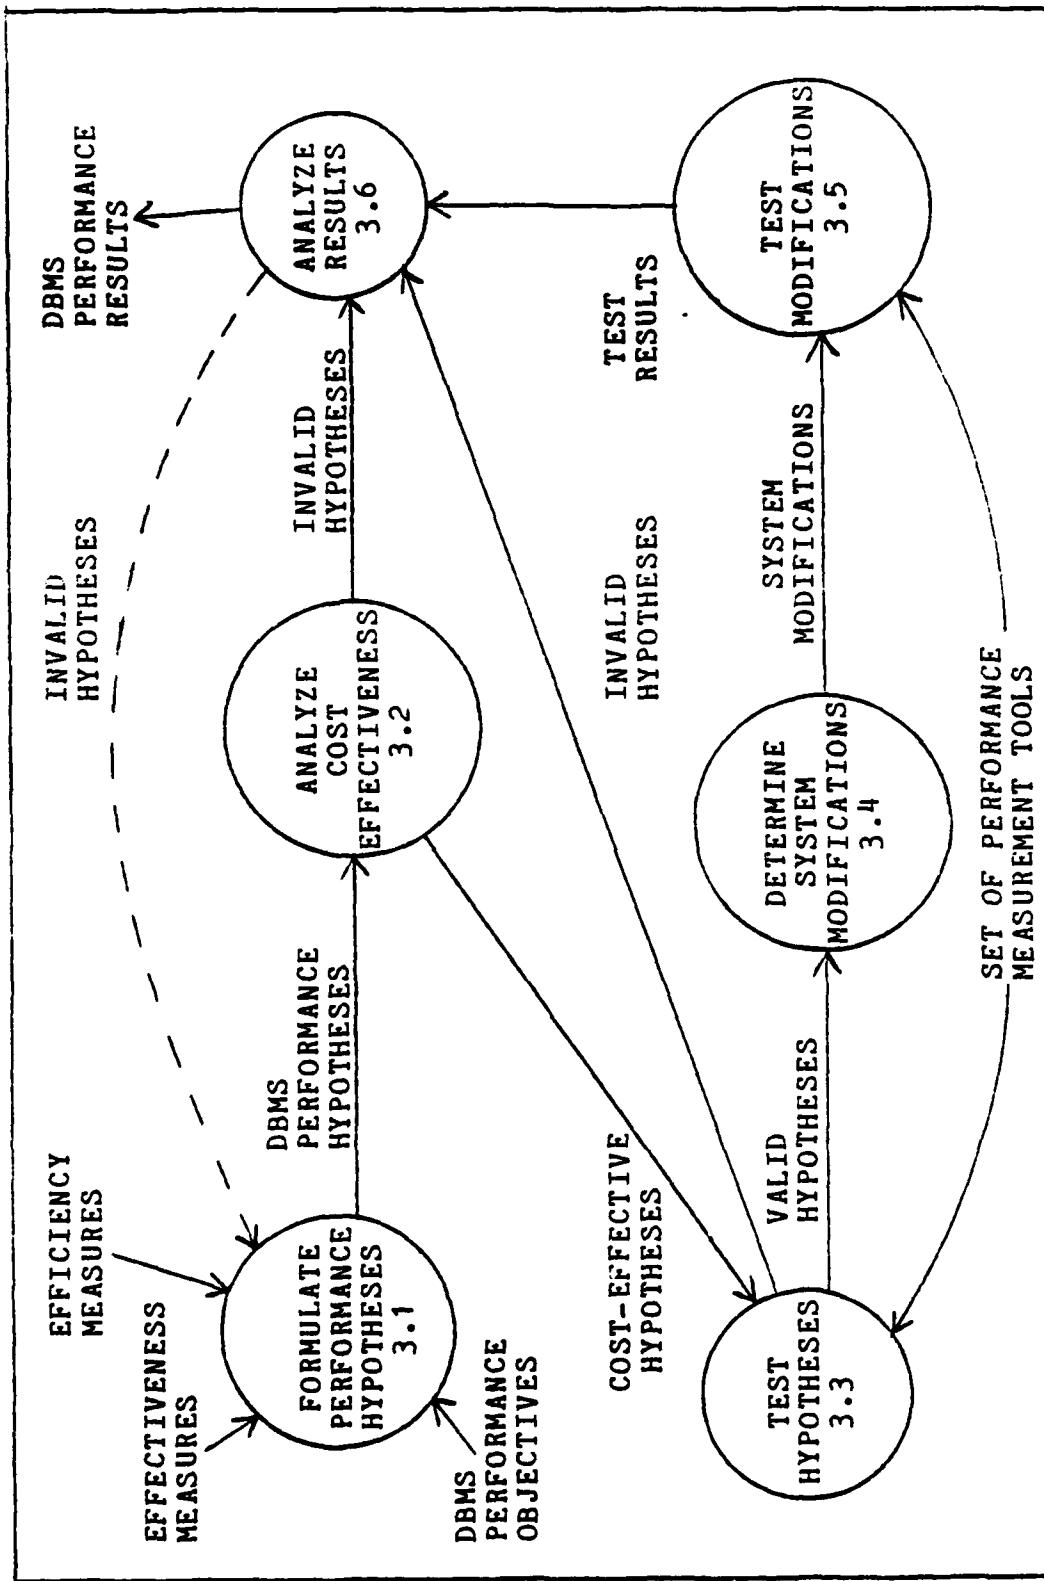 EFFICIENCY
MEASURES
EFFECTIVENESS
MEASURES
DBMS
PERFORMANCE
OBJECTIVES
FORMULATE
PERFORMANCE
HYPOTHESES
3.1
DBMS
PERFORMANCE
HYPOTHESES
INVALID
HYPOTHESES
ANALYZE
COST
EFFECTIVENESS
3.2
INVALID
HYPOTHESES
ANALYZE
RESULTS
3.6
DBMS
PERFORMANCE
RESULTS
COST-EFFECTIVE
HYPOTHESES
INVALID
HYPOTHESES
TEST
RESULTS
TEST
HYPOTHESES
3.3
VALID
HYPOTHESES
DETERMINE
SYSTEM
MODIFICATIONS
3.4
SYSTEM
MODIFICATIONS
TEST
MODIFICATIONS
3.5
SET OF PERFORMANCE
MEASUREMENT TOOLS